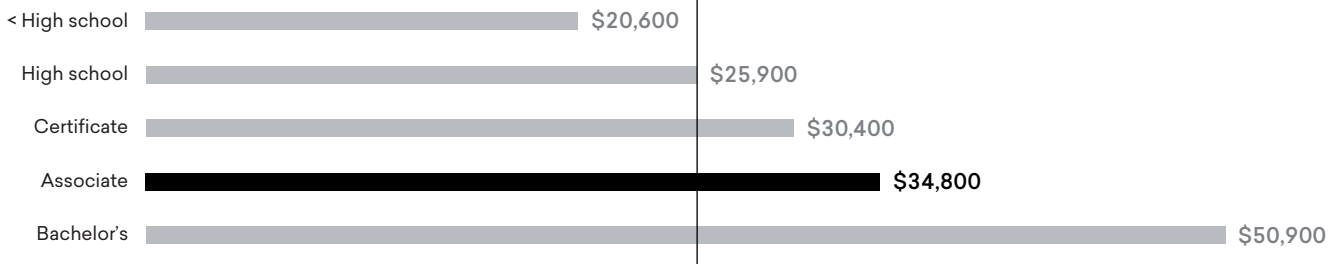 < High school $20,600
High school $25,900
Certificate $30,400
Associate $34,800
Bachelor’s $50,900